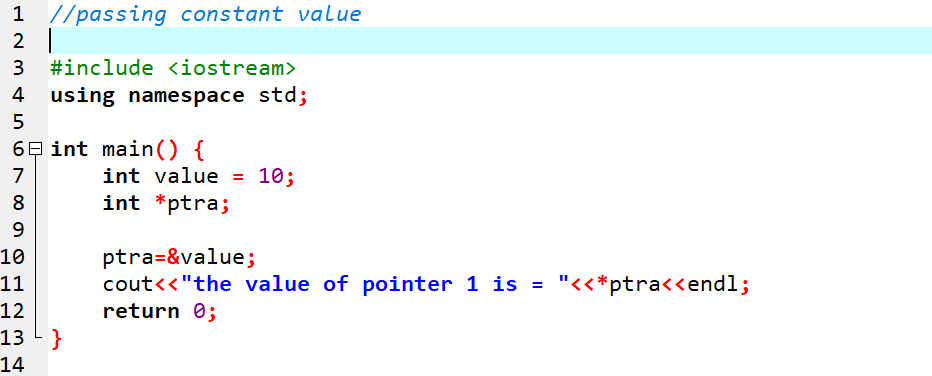 1 //passing constant value
2
3 #include <iostream>
4 using namespace std;
5
6 int main() {
7     int value = 10;
8     int *ptra;
9
10     ptra=&value;
11     cout<<"the value of pointer 1 is = "<<*ptra<<endl;
12     return 0;
13 }
14